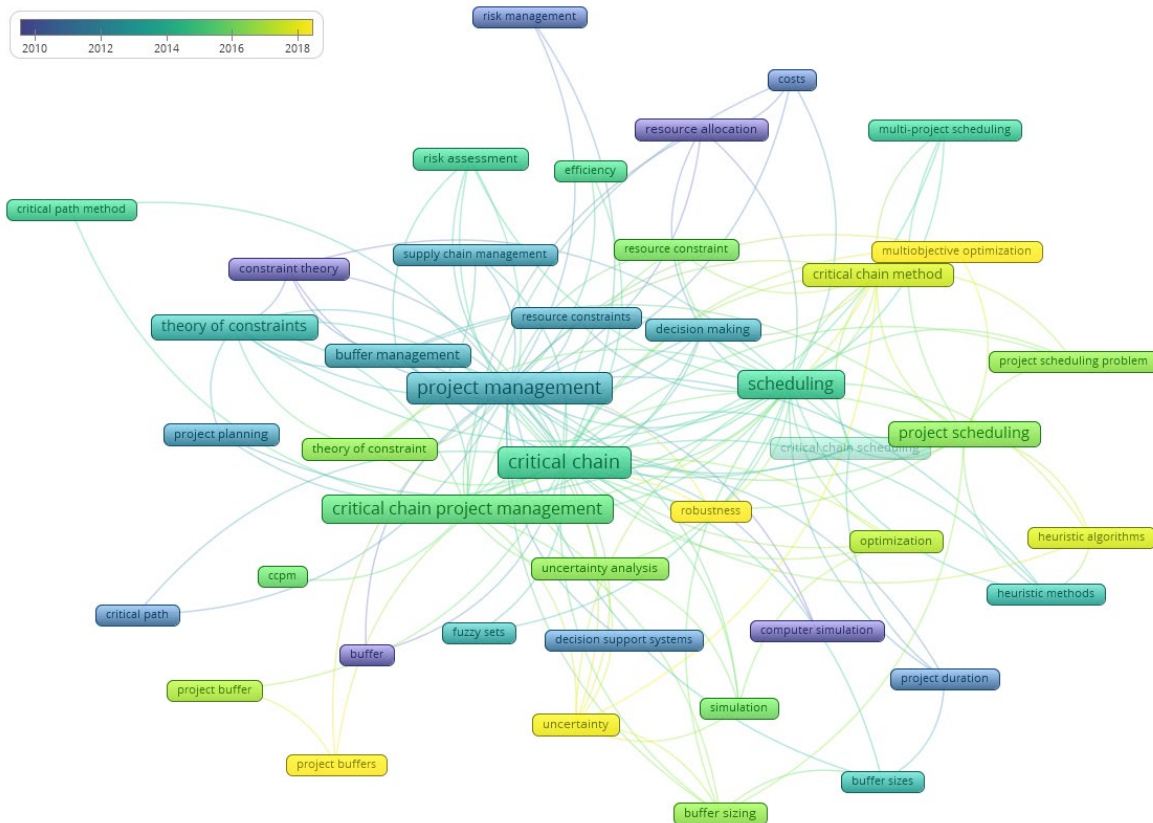 risk management
2010 2012 2014 2016 2018
costs
resource allocation
multi-project scheduling
risk assessment
efficiency
critical path method
resource constraint
multiobjective optimization
supply chain management
constraint theory
critical chain method
resource constraints
theory of constraints
decision making
buffer management
project scheduling problem
project management
scheduling
project planning
project scheduling
theory of constraint
critical chain scheduling
critical chain
critical chain project management
robustness
heuristic algorithms
optimization
uncertainty analysis
ccpm
heuristic methods
critical path
computer simulation
fuzzy sets
decision support systems
buffer
project duration
project buffer
simulation
uncertainty
project buffers
buffer sizes
buffer sizing